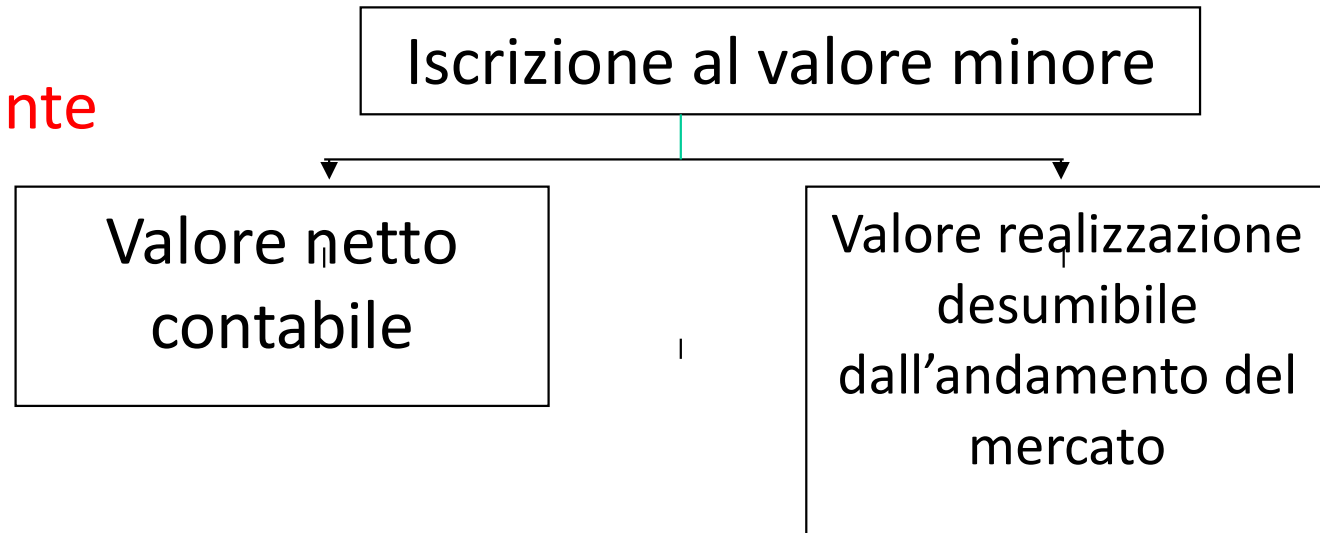 Iscrizione al valore minore
nte
Valore netto
contabile
Valore realizzazione
desumibile
dall’andamento del
mercato